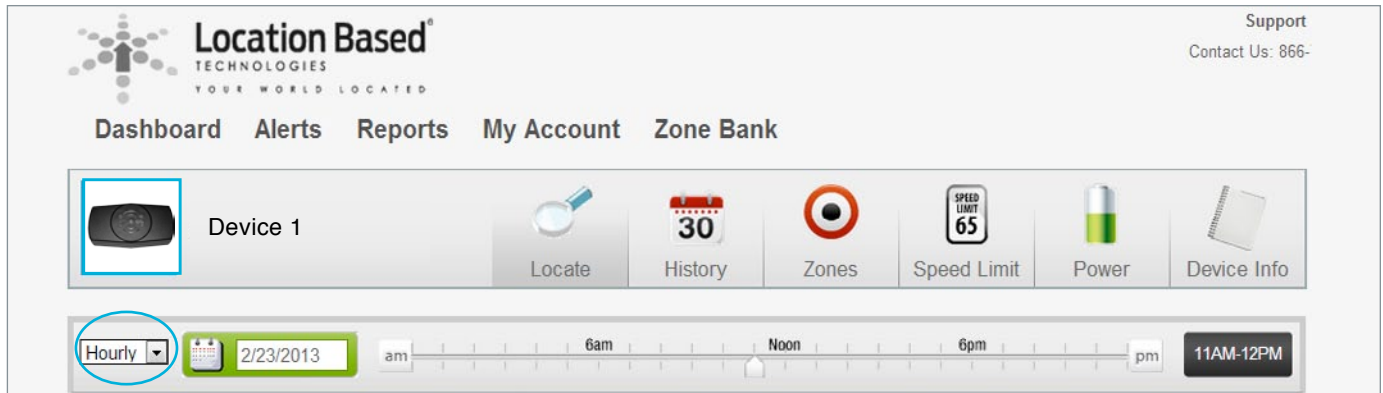 Location Based®
TECHNOLOGIES
YOUR WORLD LOCATED
Support
Contact Us: 866-
Dashboard Alerts Reports My Account Zone Bank
Device 1
30
SPEED
LIMIT
65
Locate History Zones Speed Limit Power Device Info
Hourly 2/23/2013 am 6am Noon 6pm pm 11AM-12PM